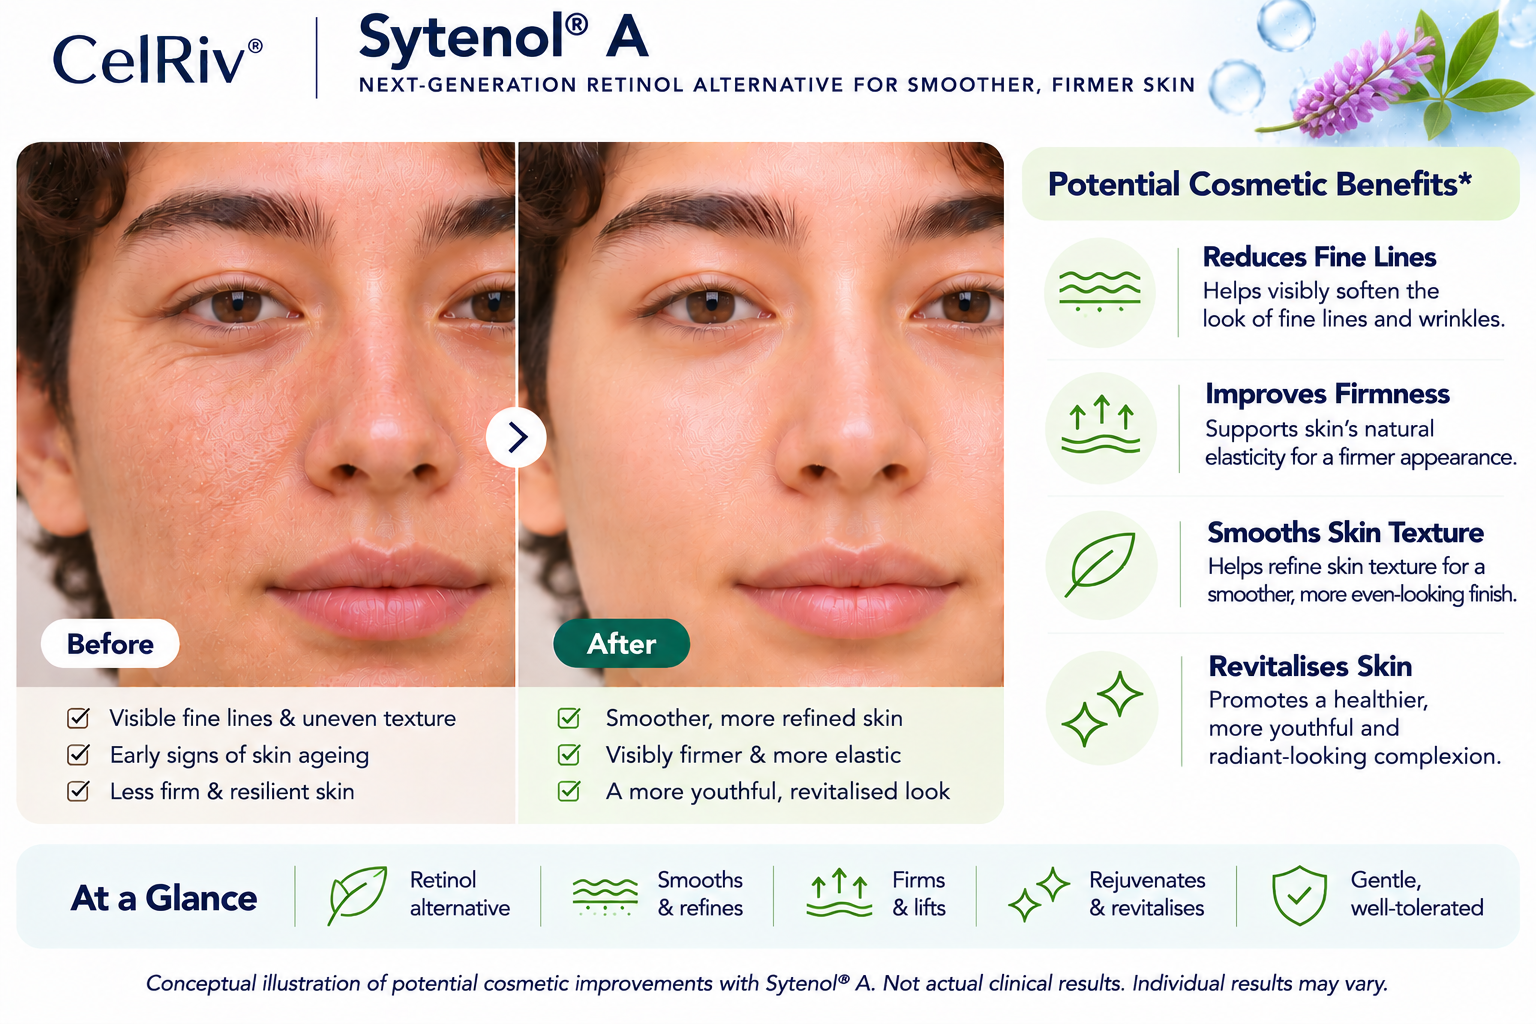 CelRiv®
Sytenol® A
NEXT-GENERATION RETINOL ALTERNATIVE FOR SMOOTHER, FIRMER SKIN
Before
After
Visible fine lines & uneven texture
Early signs of skin ageing
Less firm & resilient skin
Smoother, more refined skin
Visibly firmer & more elastic
A more youthful, revitalised look
Potential Cosmetic Benefits*
Reduces Fine Lines
Helps visibly soften the
look of fine lines and wrinkles.
Improves Firmness
Supports skin's natural
elasticity for a firmer appearance.
Smooths Skin Texture
Helps refine skin texture for a
smoother, more even-looking finish.
Revitalises Skin
Promotes a healthier,
more youthful and
radiant-looking complexion.
At a Glance
Retinol
alternative
Smooths
& refines
Firms
& lifts
Rejuvenates
& revitalises
Gentle,
well-tolerated
Conceptual illustration of potential cosmetic improvements with Sytenol® A. Not actual clinical results. Individual results may vary.